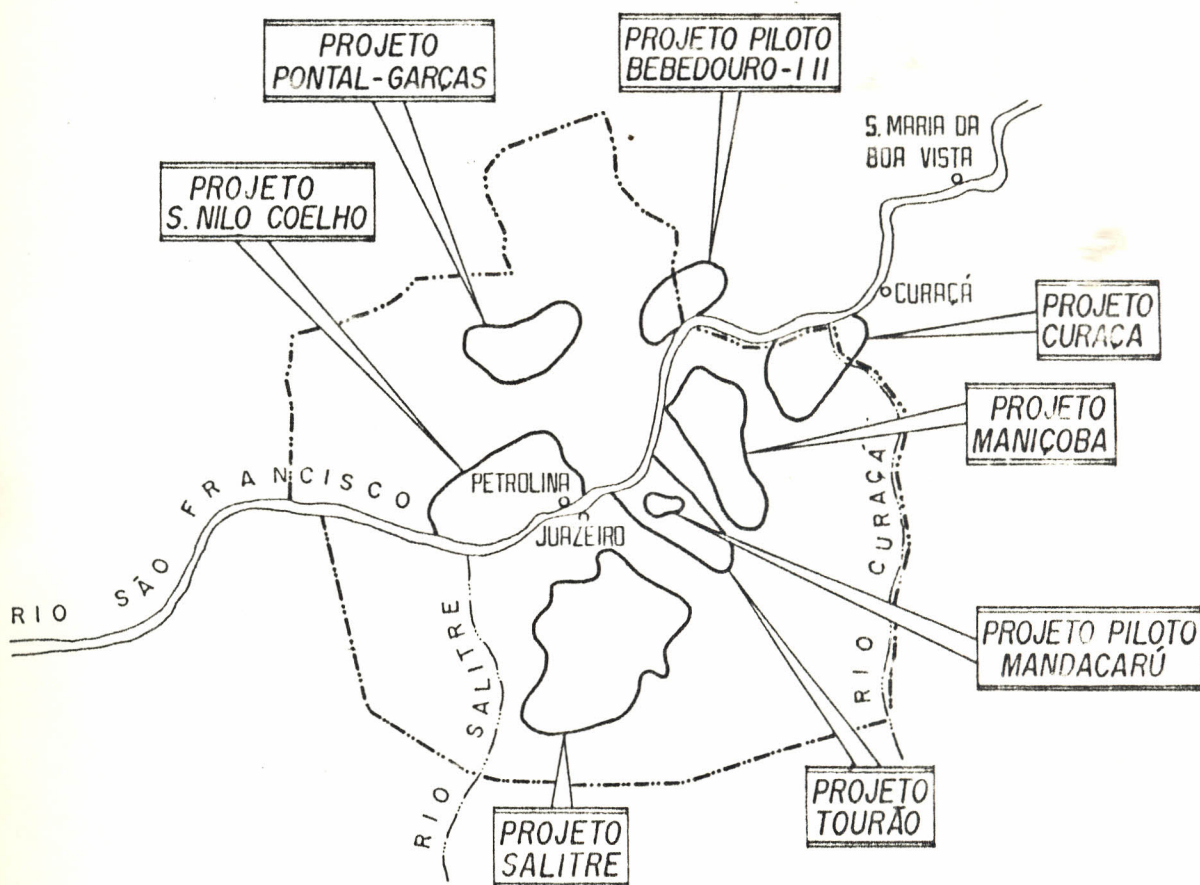 PROJETO
PONTAL-GARÇAS
PROJETO PILOTO
BEBEDOURO-I II
S. MARIA DA
BOA VISTA
PROJETO
S. NILO COELHO
CURAÇÁ
PROJETO
CURAÇA
PROJETO
MANIÇOBA
RIO SÃO FRANCISCO
PETROLINA
JUAZEIRO
RIO SALITRE
RIO CURAÇA
PROJETO PILOTO
MANDACARÚ
PROJETO
TOURÃO
PROJETO
SALITRE